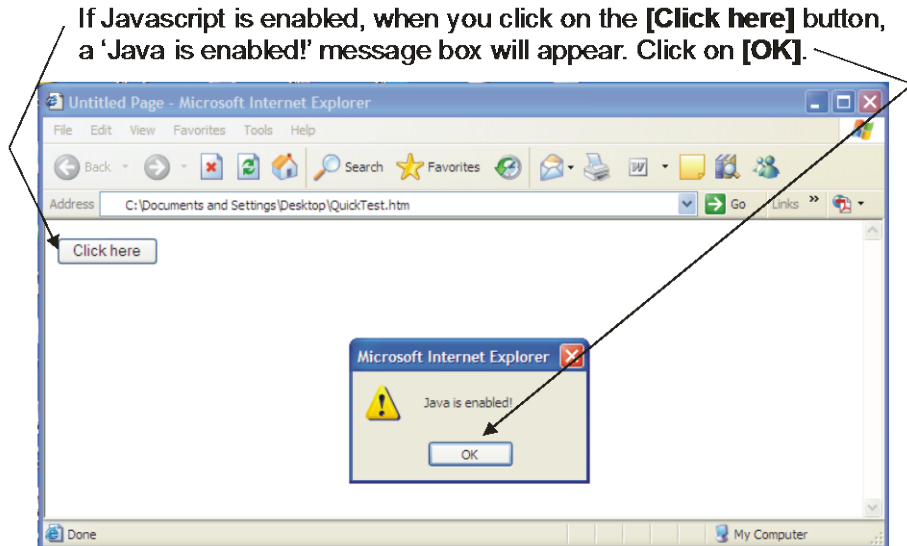 If Javascript is enabled, when you click on the [Click here] button,
a ‘Java is enabled!’ message box will appear. Click on [OK].
Untitled Page - Microsoft Internet Explorer
File Edit View Favorites Tools Help
Back Search Favorites
Address C:\Documents and Settings\Desktop\QuickTest.htm Go Links »
Click here
Microsoft Internet Explorer
Java is enabled!
OK
Done My Computer